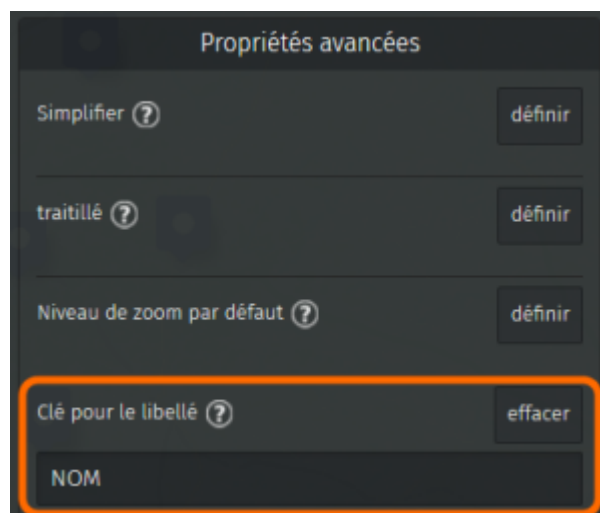 Propriétés avancées
Simplifier ? définir
traitillé ? définir
Niveau de zoom par défaut ? définir
Clé pour le libellé ? effacer
NOM